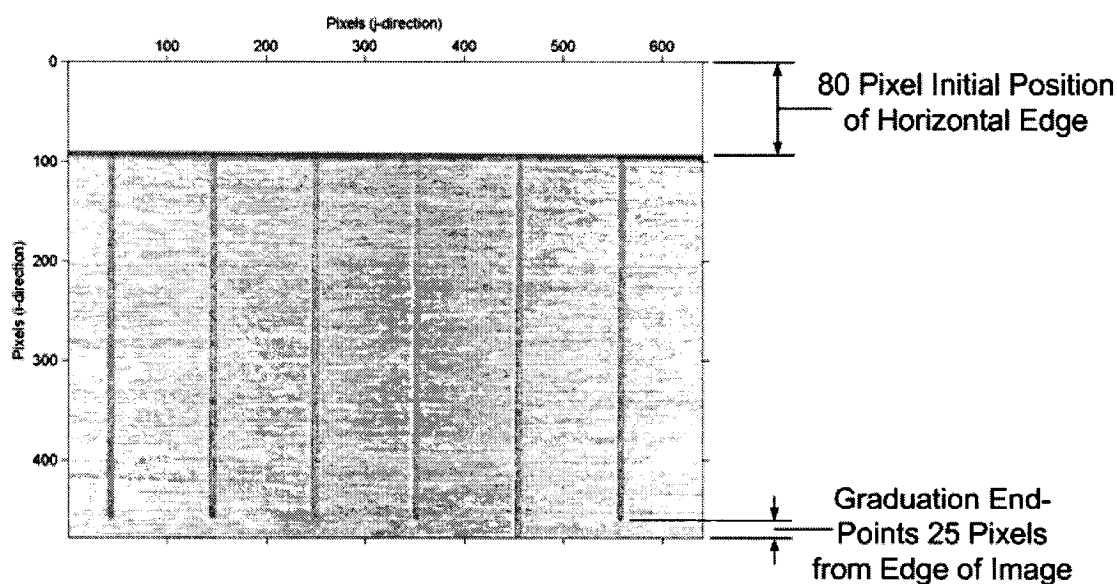 Pixels (j-direction)
100 200 300 400 500 600
0
100
200
300
400
Pixels (i-direction)
80 Pixel Initial Position
of Horizontal Edge
Graduation End-
Points 25 Pixels
from Edge of Image